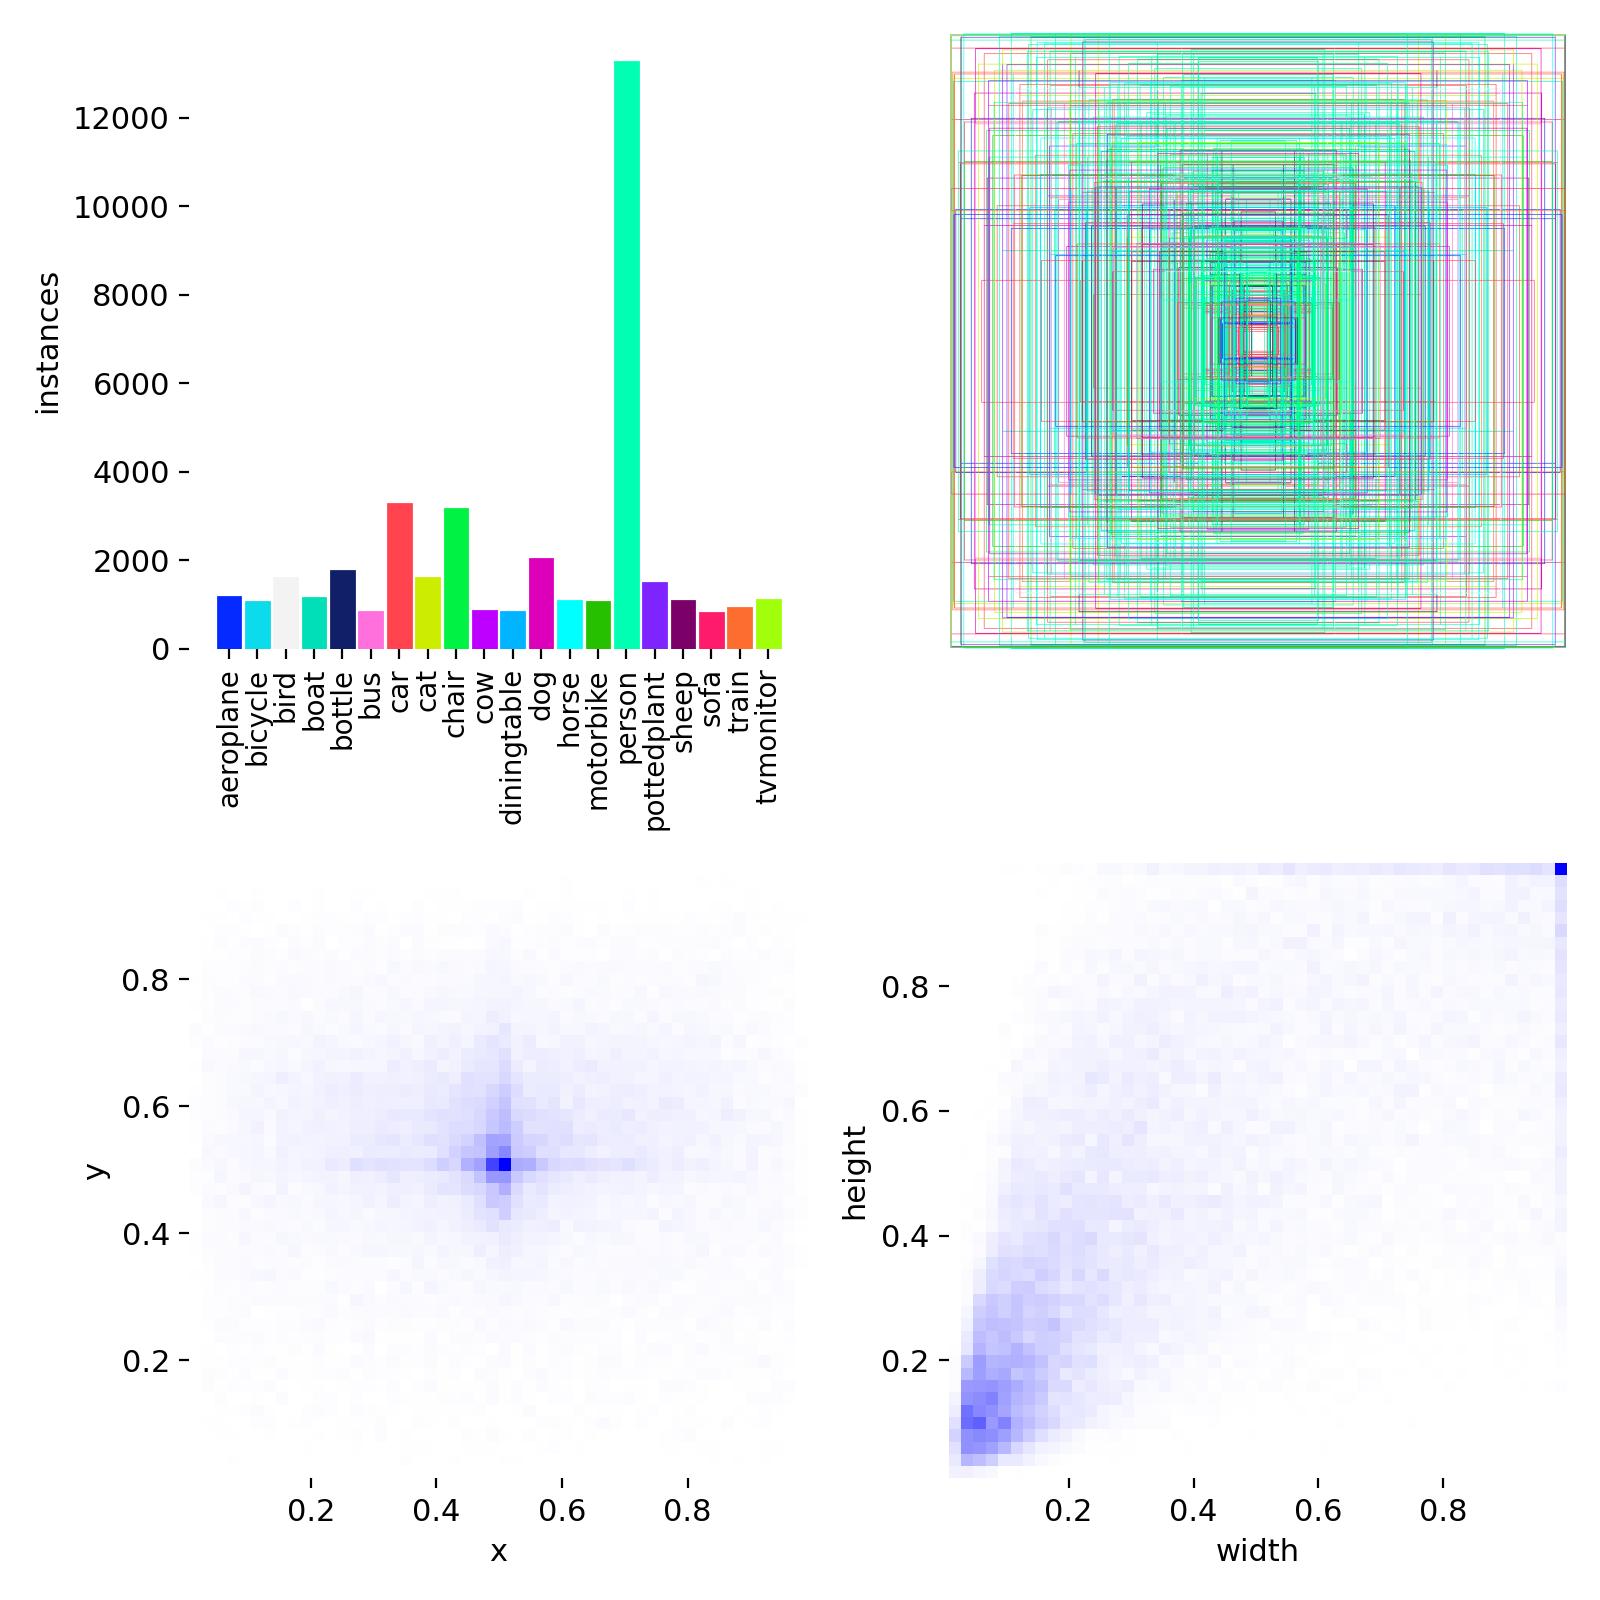 instances
12000
10000
8000
6000
4000
2000
0
aeroplane
bicycle
bird
boat
bottle
bus
car
cat
chair
cow
diningtable
dog
horse
motorbike
person
pottedplant
sheep
sofa
train
tvmonitor
y
0.8
0.6
0.4
0.2
0.2 0.4 0.6 0.8
x
height
0.8
0.6
0.4
0.2
0.2 0.4 0.6 0.8
width